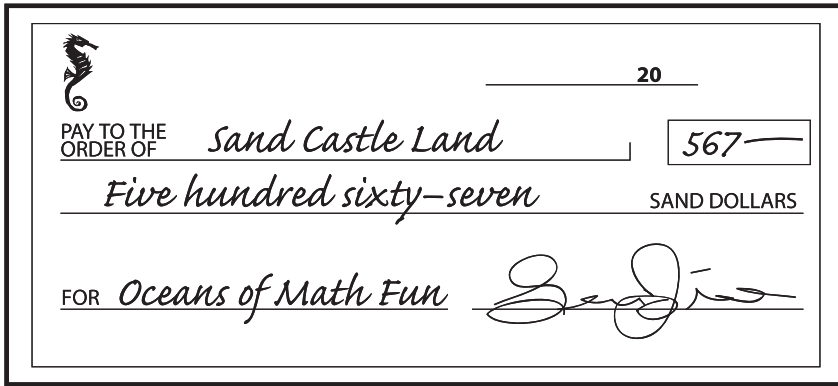 20
PAY TO THE
ORDER OF Sand Castle Land 567
Five hundred sixty–seven SAND DOLLARS
FOR Oceans of Math Fun